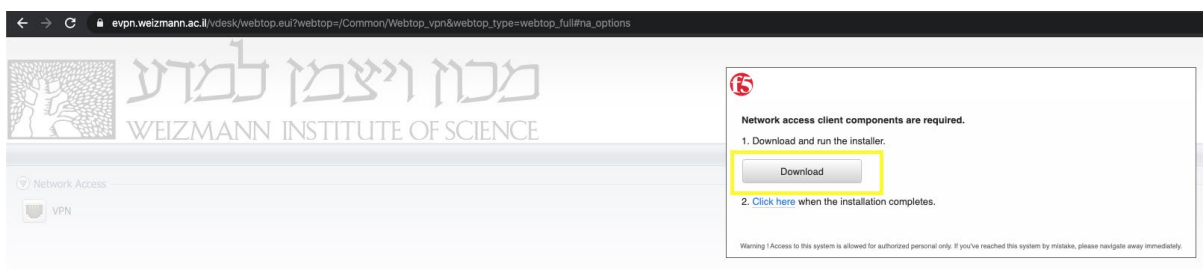 evpn.weizmann.ac.il/vdesk/webtop.eui?webtop=/Common/Webtop_vpn&webtop_type=webtop_full#na_options
מכון ויצמן למדע
WEIZMANN INSTITUTE OF SCIENCE
Network Access
VPN
f5
Network access client components are required.
1. Download and run the installer.
Download
2. Click here when the installation completes.
Warning ! Access to this system is allowed for authorized personal only. If you've reached this system by mistake, please navigate away immediately.